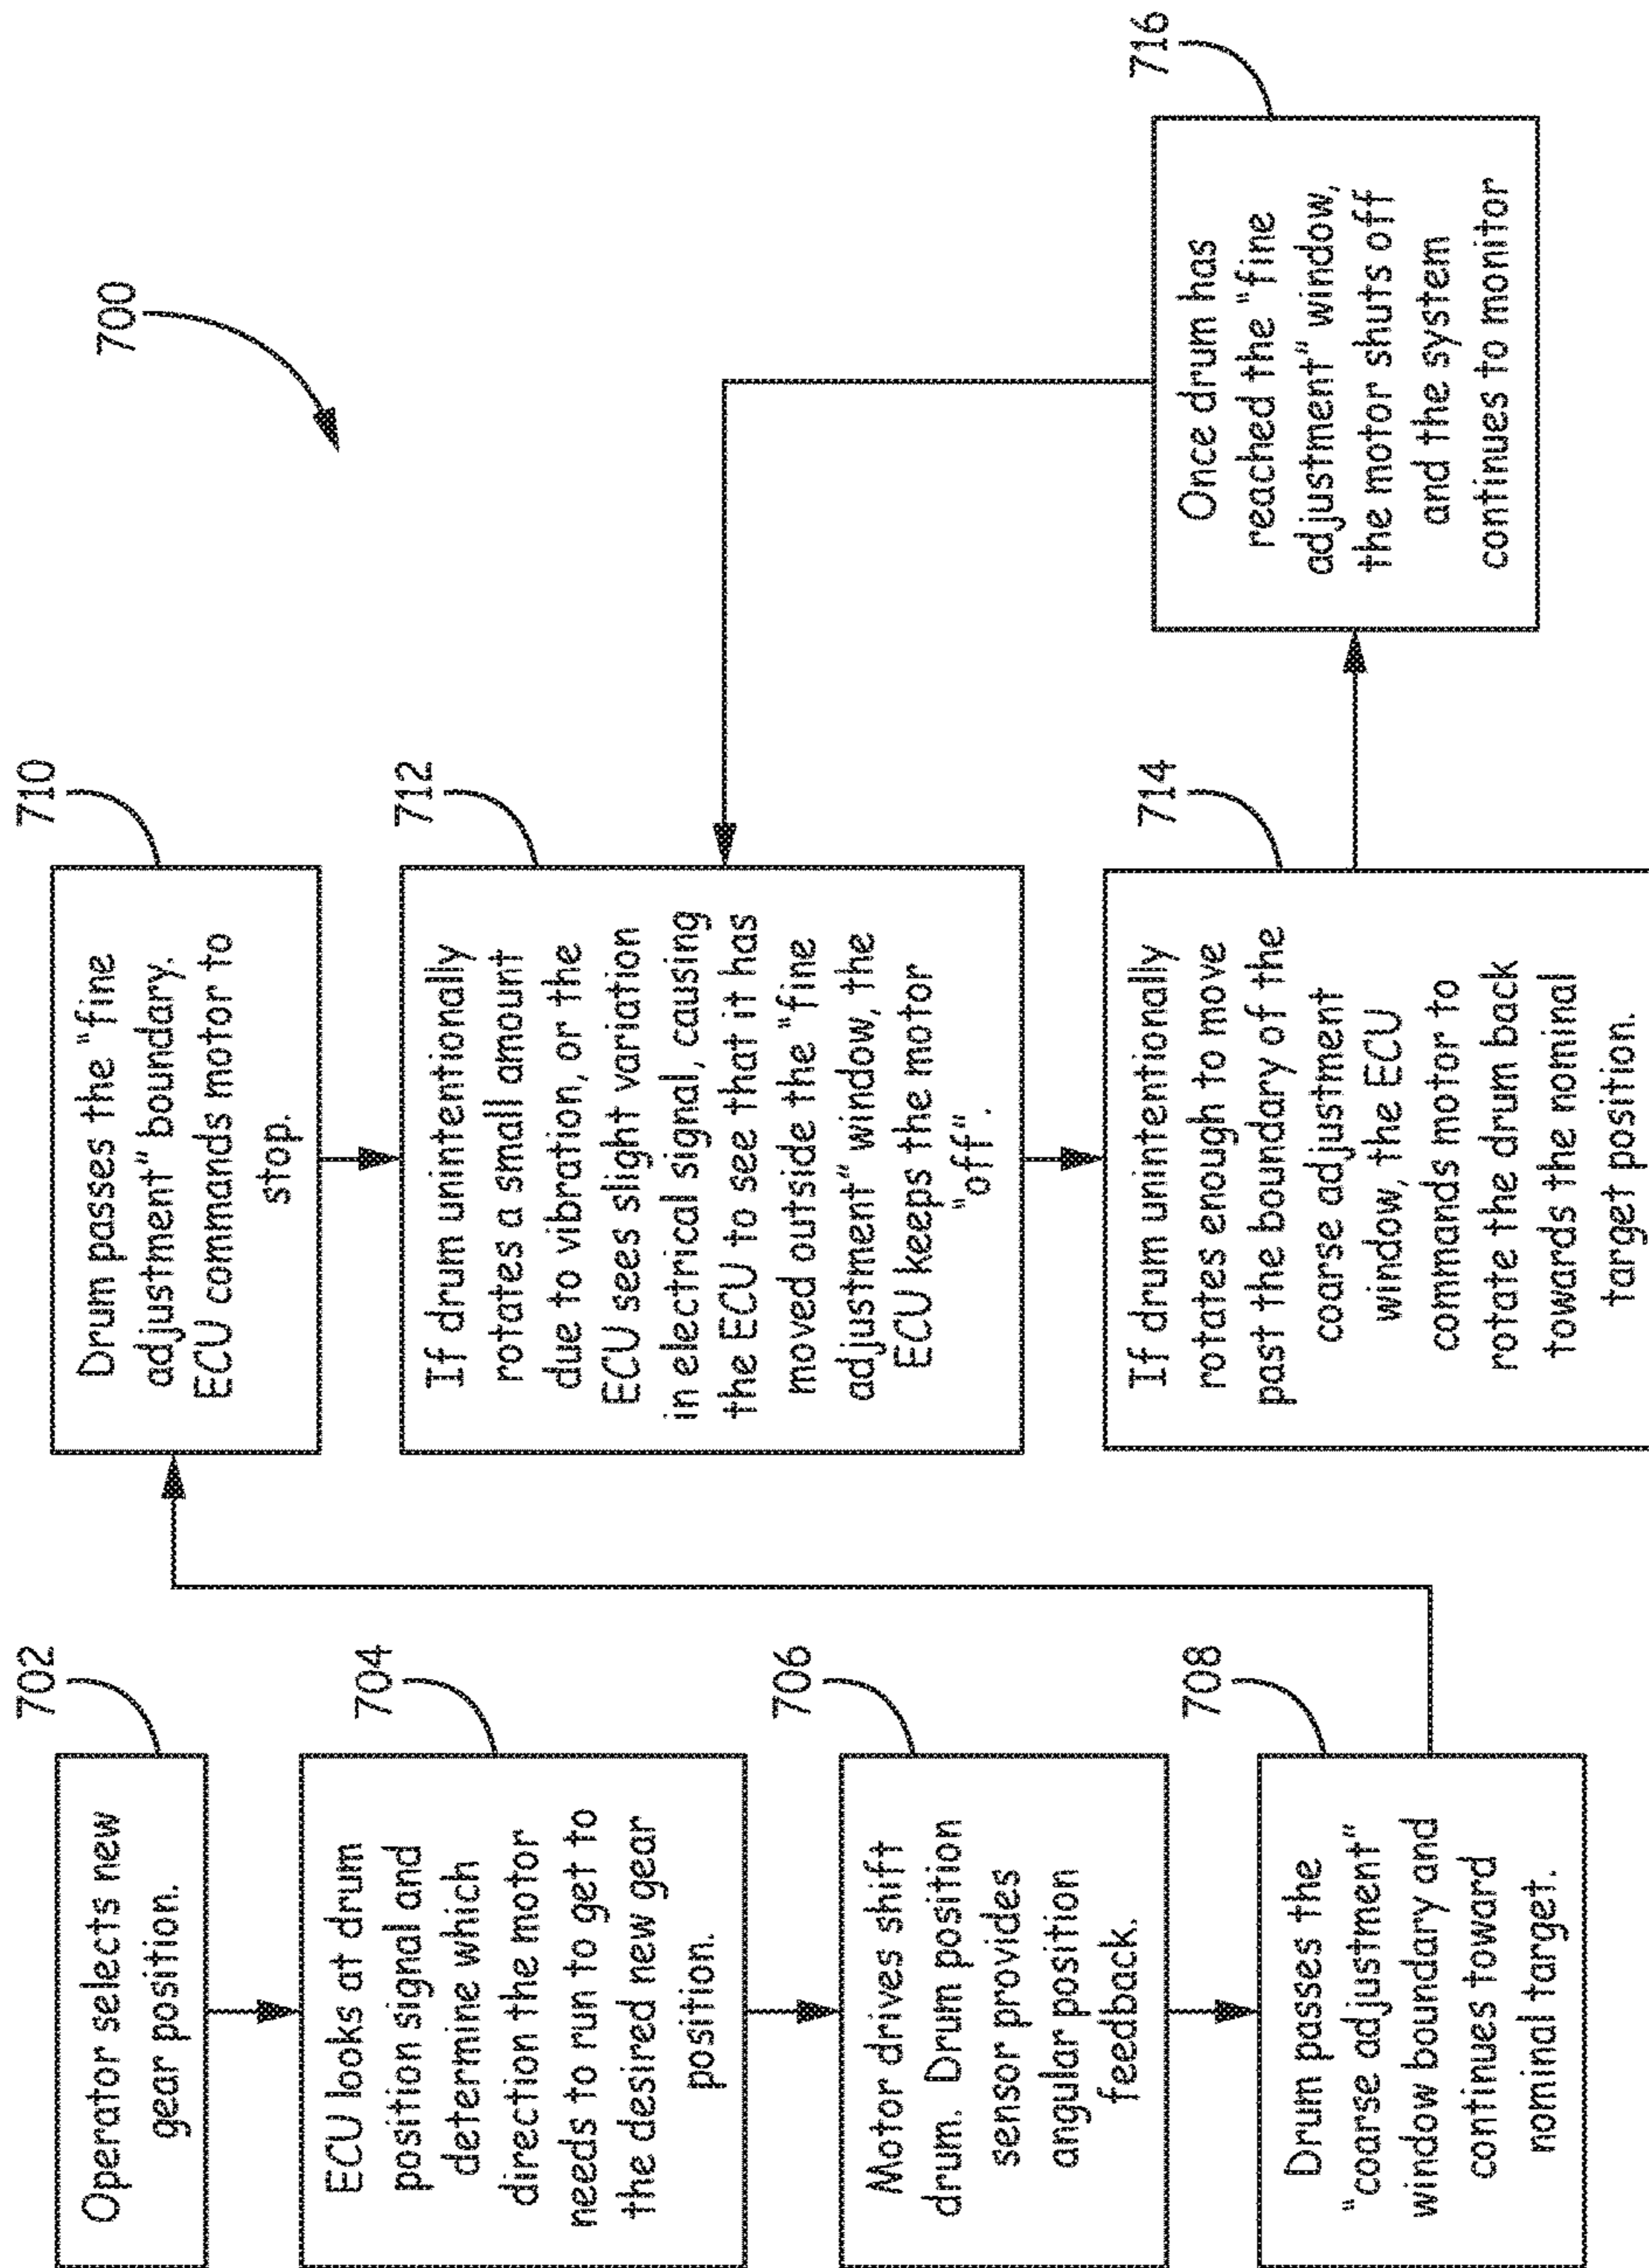 700
702
Operator selects new
gear position.
704
ECU looks at drum
position signal and
determine which
direction the motor
needs to run to get to
the desired new gear
position.
706
Motor drives shift
drum. Drum position
sensor provides
angular position
feedback.
708
Drum passes the
"coarse adjustment"
window boundary and
continues toward
nominal target.
710
Drum passes the "fine
adjustment" boundary.
ECU commands motor to
stop.
712
If drum unintentionally
rotates a small amount
due to vibration, or the
ECU sees slight variation
in electrical signal, causing
the ECU to see that it has
moved outside the "fine
adjustment" window, the
ECU keeps the motor
"off".
714
If drum unintentionally
rotates enough to move
past the boundary of the
coarse adjustment
window, the ECU
commands motor to
rotate the drum back
towards the nominal
target position.
716
Once drum has
reached the "fine
adjustment" window,
the motor shuts off
and the system
continues to monitor